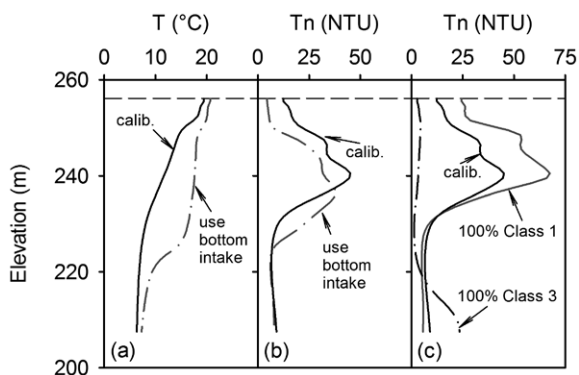 T (°C)
Tn (NTU)
Tn (NTU)
0 10 20 0 25 50 0 25 50 75
260
240
220
200
Elevation (m)
calib.
use
bottom
intake
(a)
calib.
use
bottom
intake
(b)
calib.
100% Class 1
100% Class 3
(c)